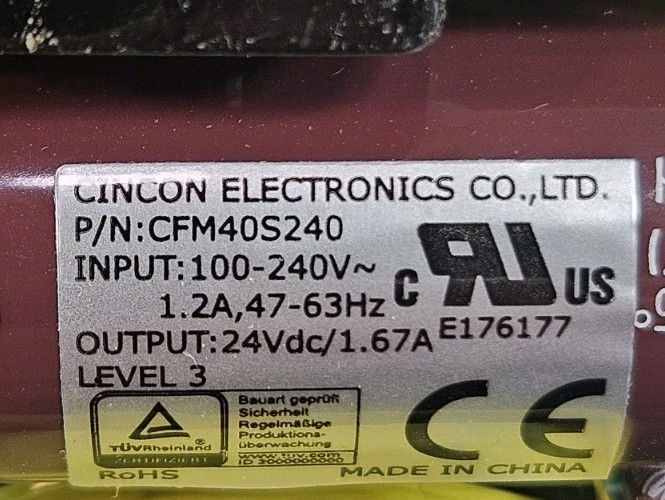 CINCON ELECTRONICS CO.,LTD.
P/N:CFM40S240
INPUT:100-240V~
1.2A,47-63Hz
C US
E176177
OUTPUT:24Vdc/1.67A
LEVEL 3
TÜVRheinland®
ZERTIFIZIERT
Bauart geprüft
Sicherheit
Regelmäßige
Produktions-
überwachung
www.tuv.com
ID 2000000000
CE
RoHS
MADE IN CHINA